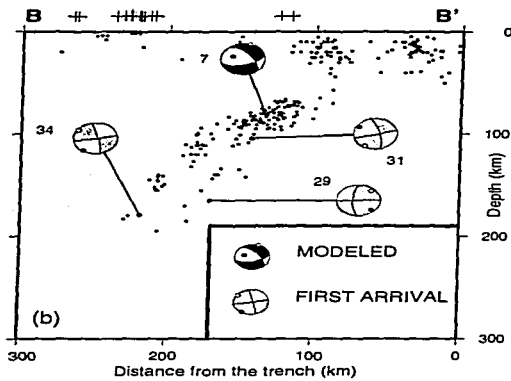 B B'
0
7
34
100
31
29
Depth (km)
MODELED
200
FIRST ARRIVAL
(b)
300
300 200 100 0
Distance from the trench (km)